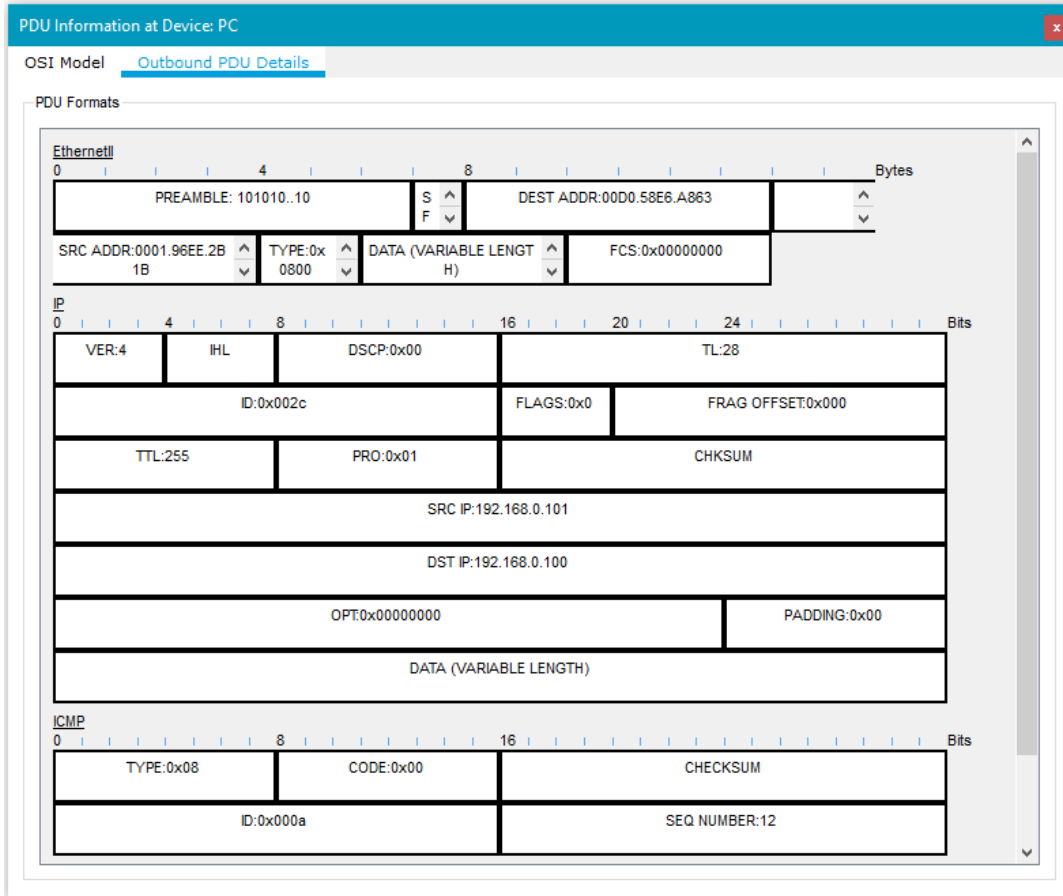 PDU Information at Device: PC
x
OSI Model Outbound PDU Details
PDU Formats
EthernetII
0 4 8 Bytes
PREAMBLE: 101010..10 S DEST ADDR:00D0.58E6.A863
F
SRC ADDR:0001.96EE.2B TYPE:0x DATA (VARIABLE LENGT FCS:0x00000000
1B 0800 H)
IP
0 4 8 16 20 24 Bits
VER:4 IHL DSCP:0x00 TL:28
ID:0x002c FLAGS:0x0 FRAG OFFSET:0x000
TTL:255 PRO:0x01 CHKSUM
SRC IP:192.168.0.101
DST IP:192.168.0.100
OPT:0x00000000 PADDING:0x00
DATA (VARIABLE LENGTH)
ICMP
0 8 16 Bits
TYPE:0x08 CODE:0x00 CHECKSUM
ID:0x000a SEQ NUMBER:12